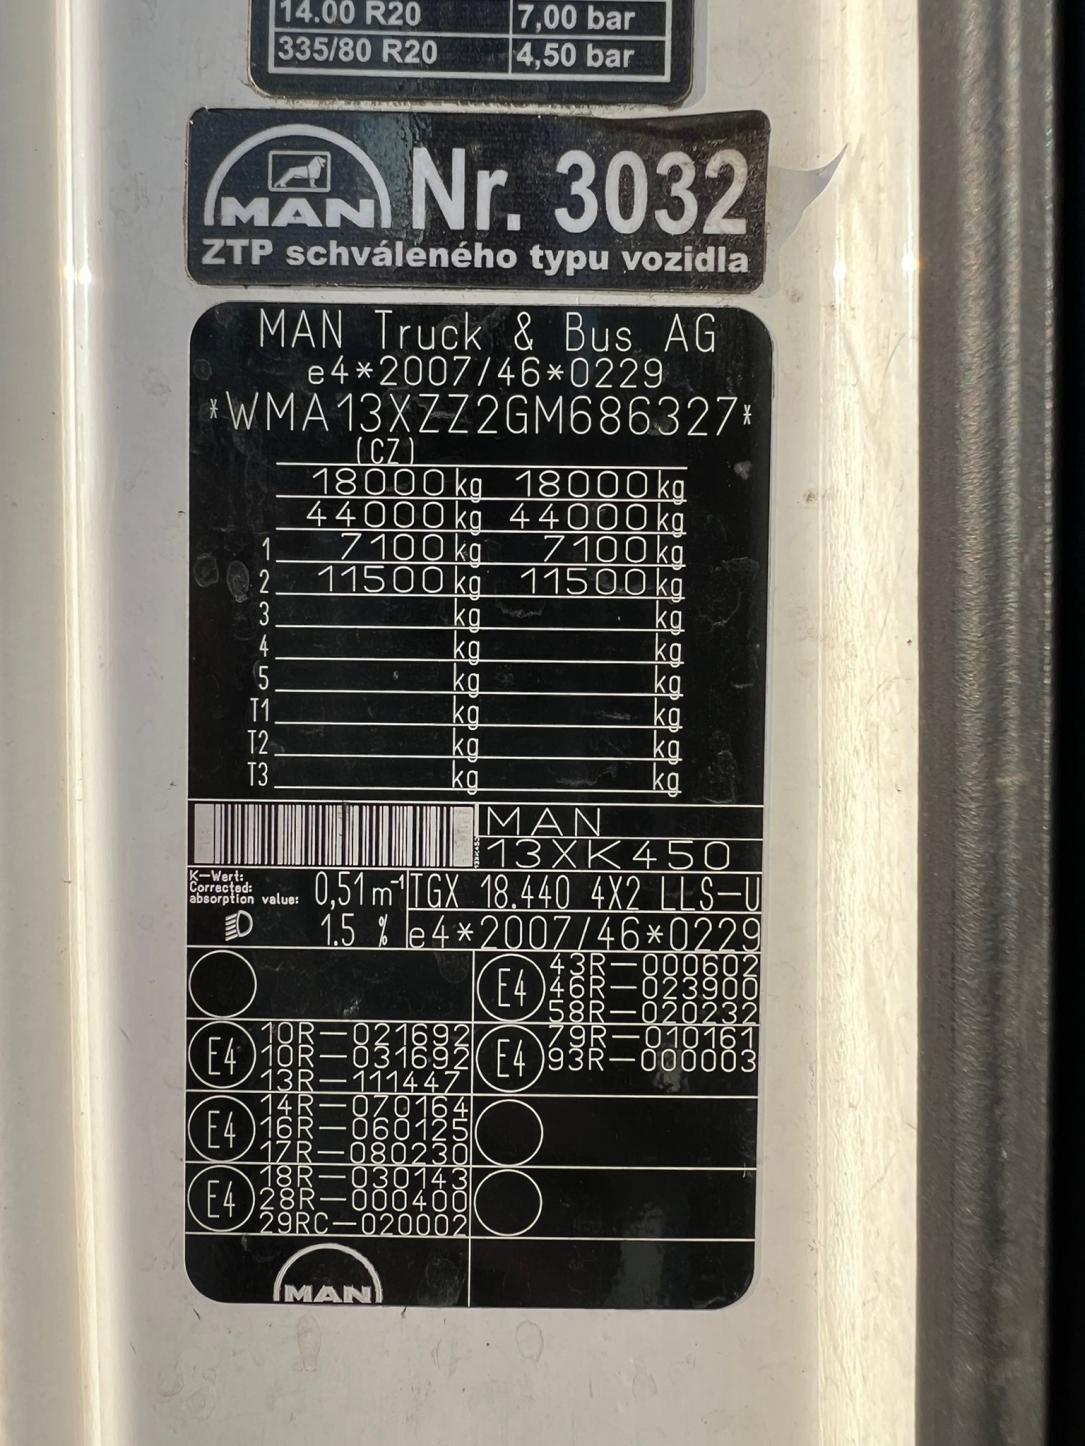 14.00 R20 7,00 bar
335/80 R20 4,50 bar
MAN Nr. 3032
ZTP schváleného typu vozidla
MAN Truck & Bus AG
e4*2007/46*0229
*WMA13XZZ2GM686327*
(CZ)
18000 kg 18000 kg
44000 kg 44000 kg
1 7100 kg 7100 kg
2 11500 kg 11500 kg
3 kg kg
4 kg kg
5 kg kg
T1 kg kg
T2 kg kg
T3 kg kg
MAN
13XK450
13XK450
K-Wert:
Corrected:
absorption value: 0,51 m⁻¹
TGX 18.440 4X2 LLS-U
1.5 %
e4*2007/46*0229
E4 43R-000602
46R-023900
58R-020232
E4 10R-021692
10R-031692
13R-111447
E4 79R-010161
93R-000003
E4 14R-070164
16R-060125
17R-080230
E4 18R-030143
28R-000400
29RC-020002
MAN